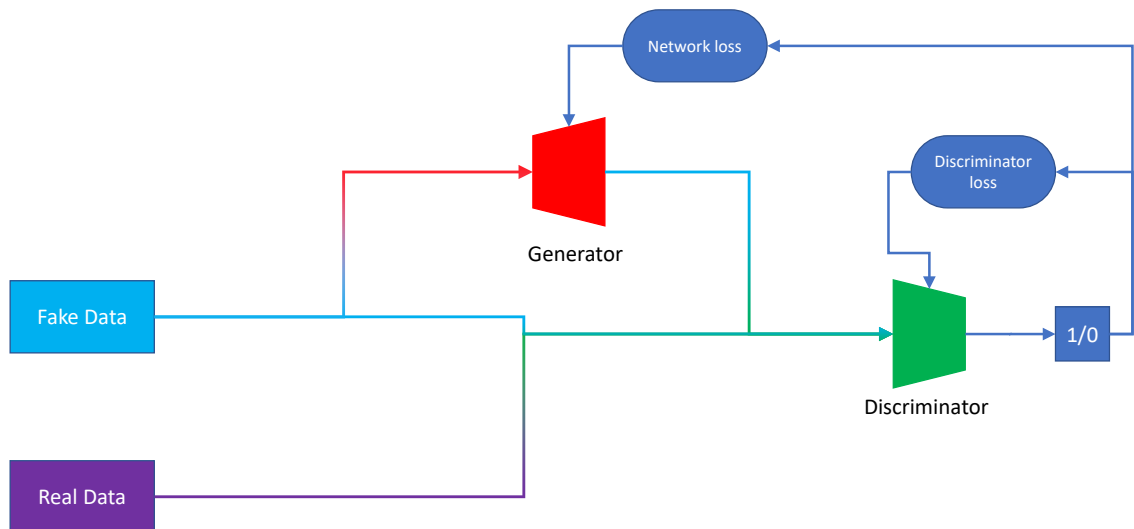 Network loss
Discriminator
loss
Generator
Fake Data
1/0
Discriminator
Real Data